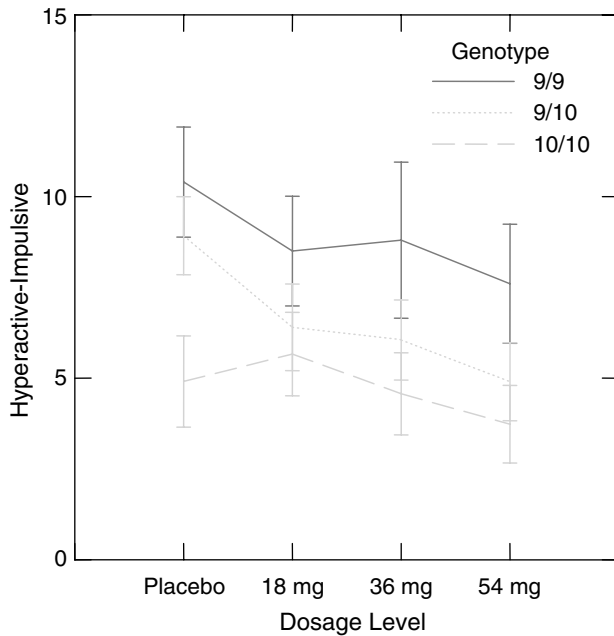 15
Genotype
9/9
9/10
10/10
10
Hyperactive-Impulsive
5
0
Placebo 18 mg 36 mg 54 mg
Dosage Level